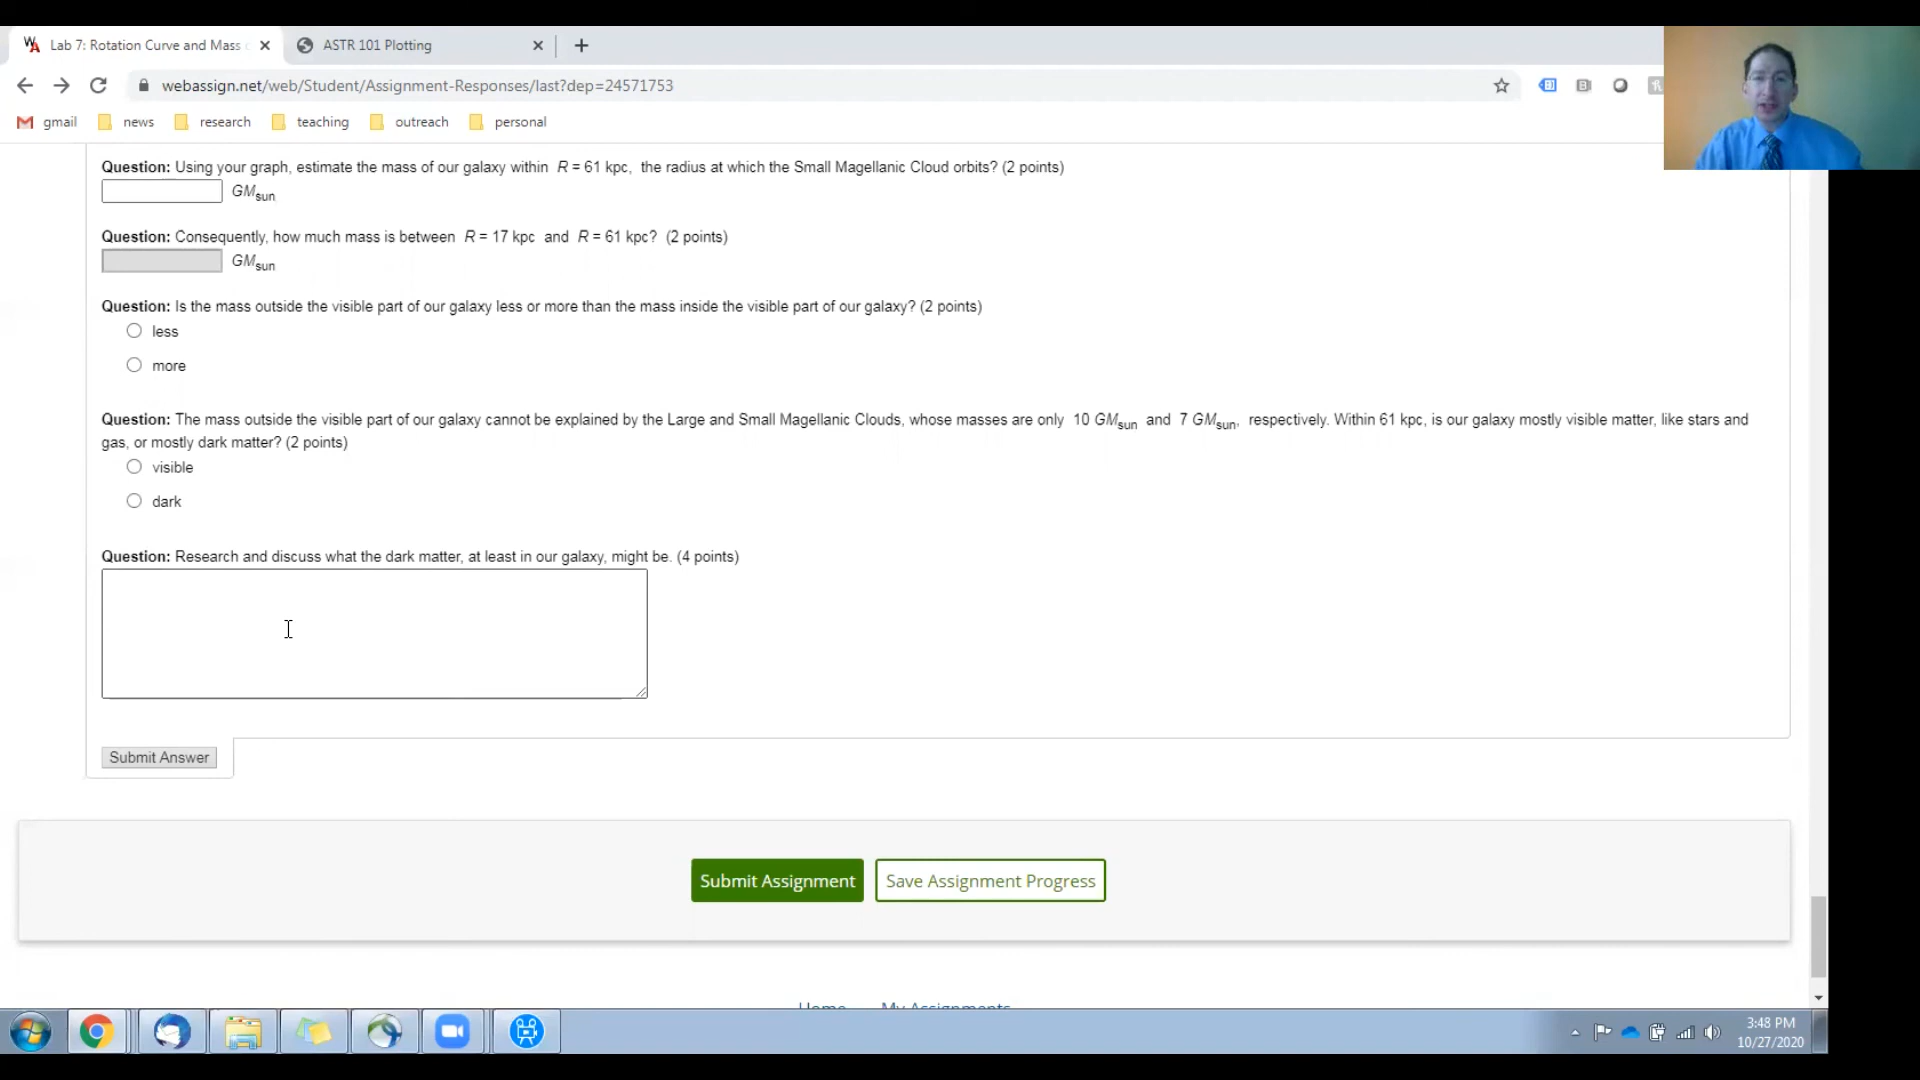 Lab 7: Rotation Curve and Mass
ASTR 101 Plotting
webassign.net/web/Student/Assignment-Responses/last?dep=24571753
gmail news research teaching outreach personal
Question: Using your graph, estimate the mass of our galaxy within R = 61 kpc, the radius at which the Small Magellanic Cloud orbits? (2 points)
GMsun
Question: Consequently, how much mass is between R = 17 kpc and R = 61 kpc? (2 points)
GMsun
Question: Is the mass outside the visible part of our galaxy less or more than the mass inside the visible part of our galaxy? (2 points)
less
more
Question: The mass outside the visible part of our galaxy cannot be explained by the Large and Small Magellanic Clouds, whose masses are only 10 GMsun and 7 GMsun, respectively. Within 61 kpc, is our galaxy mostly visible matter, like stars and
gas, or mostly dark matter? (2 points)
visible
dark
Question: Research and discuss what the dark matter, at least in our galaxy, might be. (4 points)
Submit Answer
Submit Assignment Save Assignment Progress
Home My Assignments
3:48 PM
10/27/2020